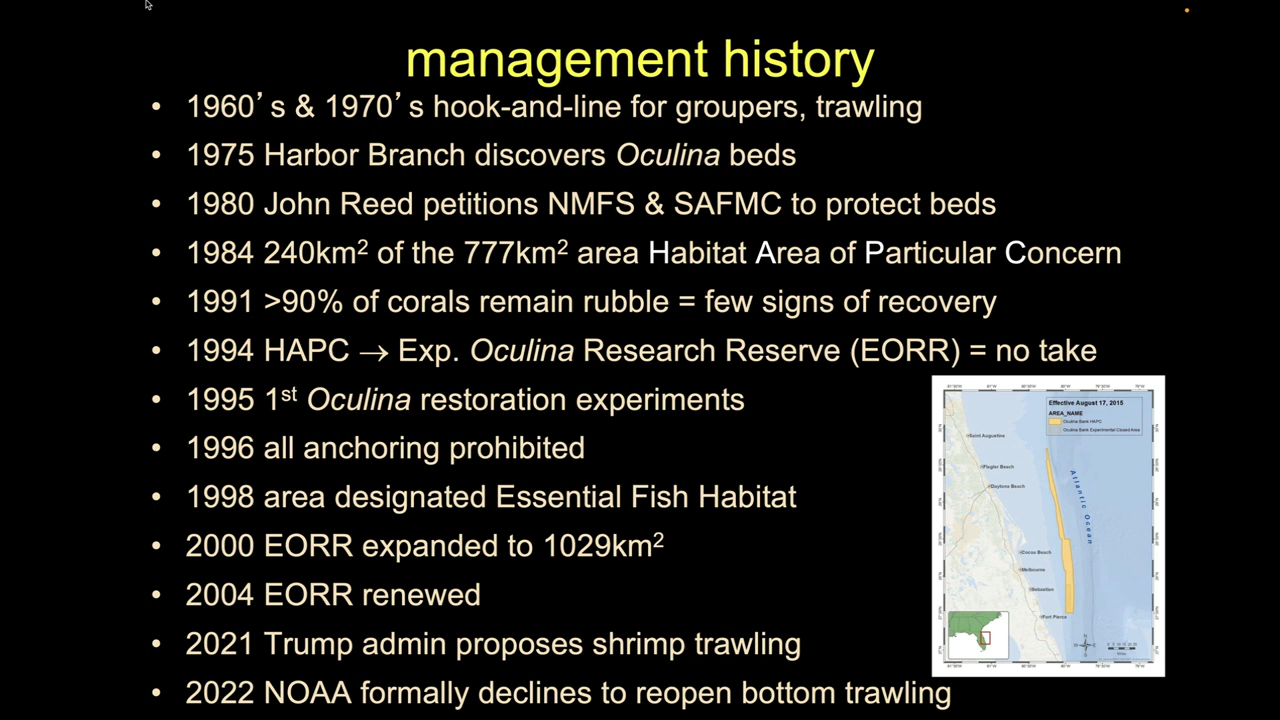 management history
• 1960’s & 1970’s hook-and-line for groupers, trawling
• 1975 Harbor Branch discovers Oculina beds
• 1980 John Reed petitions NMFS & SAFMC to protect beds
• 1984 240km² of the 777km² area Habitat Area of Particular Concern
• 1991 >90% of corals remain rubble = few signs of recovery
• 1994 HAPC → Exp. Oculina Research Reserve (EORR) = no take
• 1995 1st Oculina restoration experiments
• 1996 all anchoring prohibited
• 1998 area designated Essential Fish Habitat
• 2000 EORR expanded to 1029km²
• 2004 EORR renewed
• 2021 Trump admin proposes shrimp trawling
• 2022 NOAA formally declines to reopen bottom trawling
Effective August 17, 2015
AREA_NAME
Oculina Bank HAPC
Oculina Bank Experimental Closed Area
Saint Augustine
Flagler Beach
Daytona Beach
Atlantic Ocean
Cocoa Beach
Melbourne
Sebastian
Fort Pierce